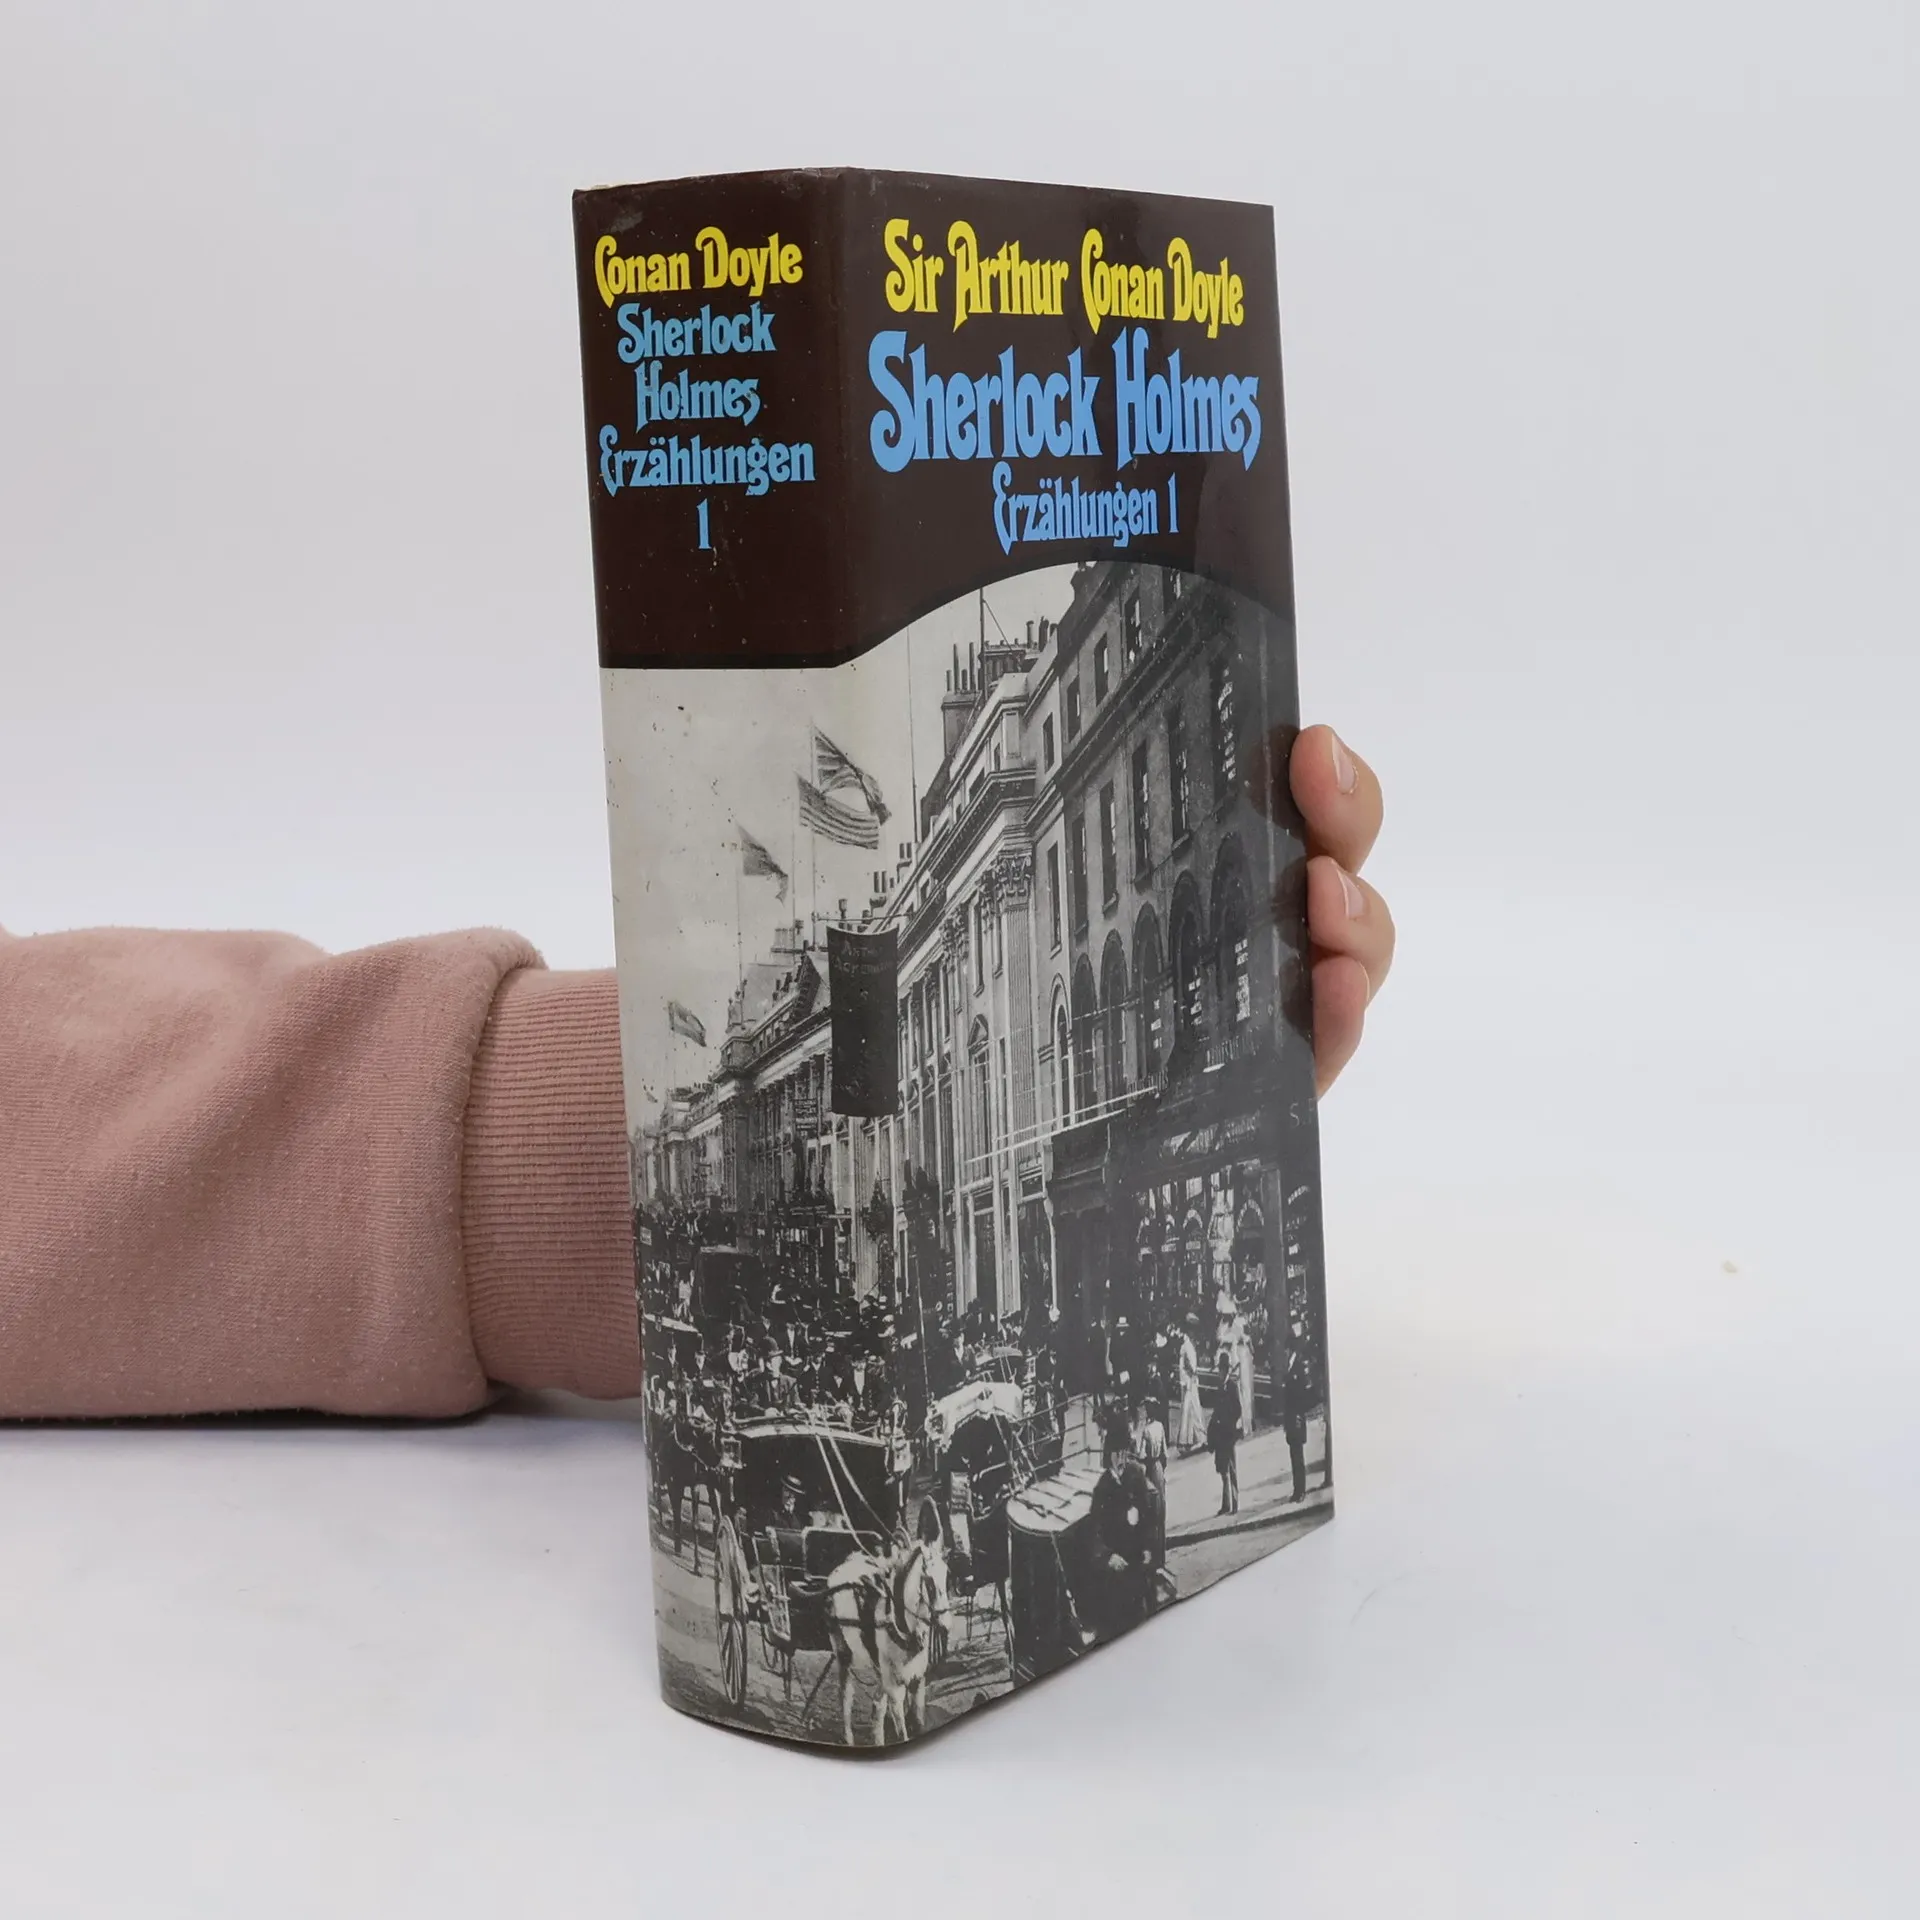 Conan Doyle
Sherlock
Holmes
Erzählungen
1
Sir Arthur Conan Doyle
Sherlock Holmes
Erzählungen 1